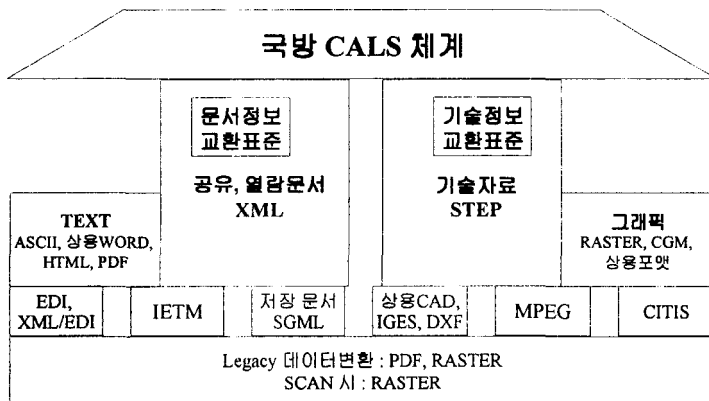 국방 CALS 체계
문서정보
교환표준
기술정보
교환표준
공유, 열람문서
XML
기술자료
STEP
TEXT
ASCII, 상용WORD,
HTML, PDF
그래픽
RASTER, CGM,
상용포맷
EDI,
XML/EDI
IETM
저장 문서
SGML
상용CAD,
IGES, DXF
MPEG
CITIS
Legacy 데이터변환 : PDF, RASTER
SCAN 시 : RASTER